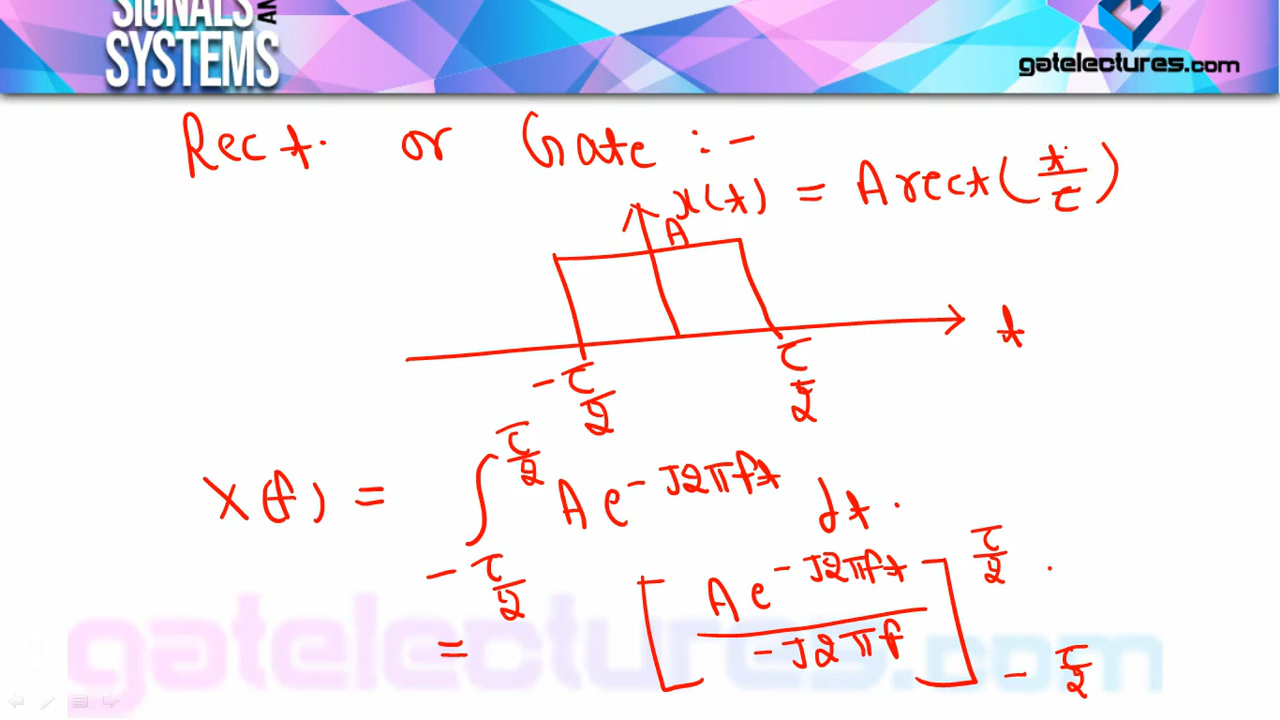 SIGNALS AN
SYSTEMS
gatelectures.com
Rect. or Gate :-
x(t) = A rect(t/τ)
A
t
-τ/2 τ/2
X(f) = ∫_{-τ/2}^{τ/2} A e^{-J2πft} dt.
= [A e^{-J2πft} / -J2πf]_{-τ/2}^{τ/2} .
gatelectures.com